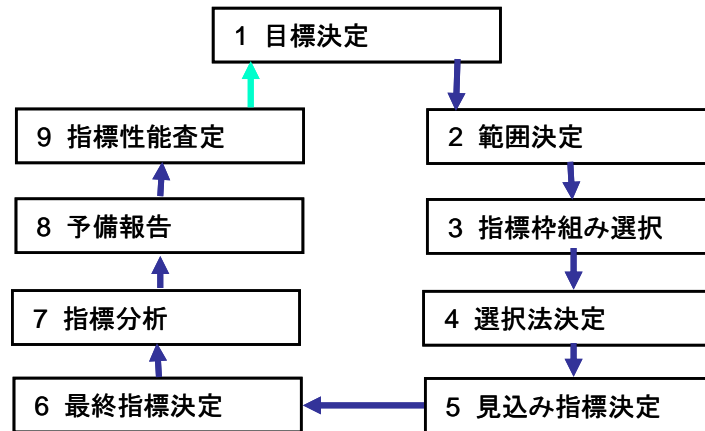 1 目標決定
2 範囲決定
3 指標枠組み選択
4 選択法決定
5 見込み指標決定
6 最終指標決定
7 指標分析
8 予備報告
9 指標性能査定